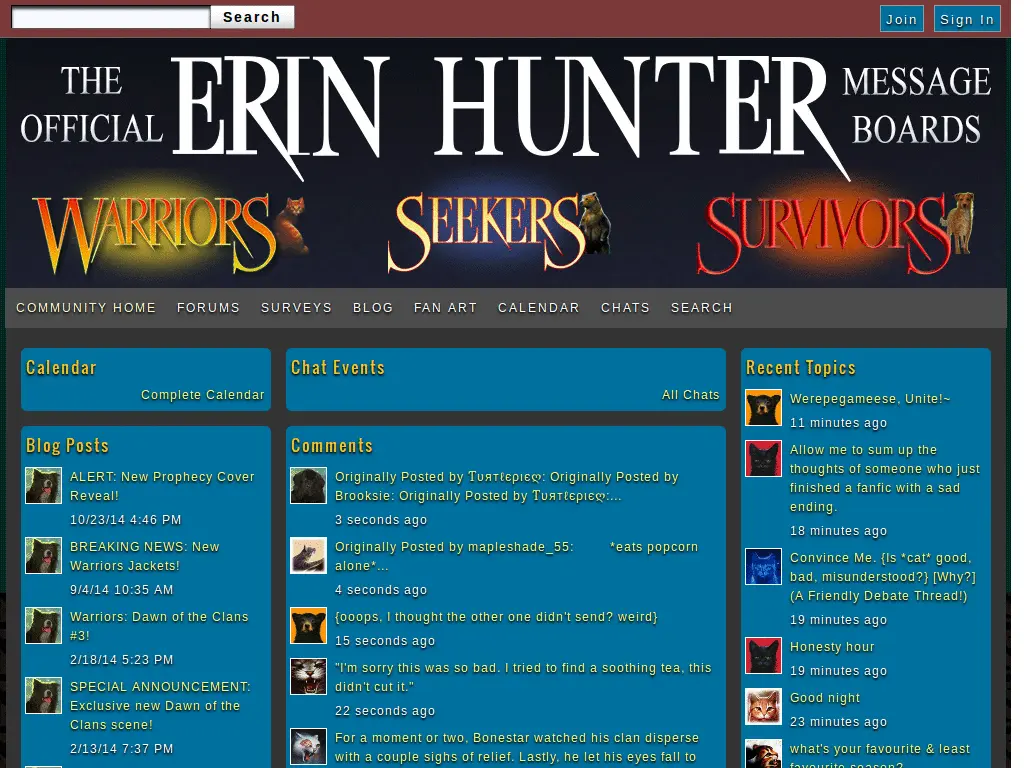 Search
Join
Sign In
THE OFFICIAL
ERIN HUNTER
MESSAGE BOARDS
WARRIORS
SEEKERS
SURVIVORS
COMMUNITY HOME FORUMS SURVEYS BLOG FAN ART CALENDAR CHATS SEARCH
Calendar
Complete Calendar
Blog Posts
ALERT: New Prophecy Cover
Reveal!
10/23/14 4:46 PM
BREAKING NEWS: New
Warriors Jackets!
9/4/14 10:35 AM
Warriors: Dawn of the Clans
#3!
2/18/14 5:23 PM
SPECIAL ANNOUNCEMENT:
Exclusive new Dawn of the
Clans scene!
2/13/14 7:37 PM
Chat Events
All Chats
Comments
Originally Posted by Tυятℓєριєღ: Originally Posted by
Brooksie: Originally Posted by Tυятℓєριєღ:...
3 seconds ago
Originally Posted by mapleshade_55: *eats popcorn
alone*...
4 seconds ago
{ooops, I thought the other one didn't send? weird}
15 seconds ago
"I'm sorry this was so bad. I tried to find a soothing tea, this
didn't cut it."
22 seconds ago
For a moment or two, Bonestar watched his clan disperse
with a couple sighs of relief. Lastly, he let his eyes fall to
Recent Topics
Werepegameese, Unite!~
11 minutes ago
Allow me to sum up the
thoughts of someone who just
finished a fanfic with a sad
ending.
18 minutes ago
Convince Me. {Is *cat* good,
bad, misunderstood?} [Why?]
(A Friendly Debate Thread!)
19 minutes ago
Honesty hour
19 minutes ago
Good night
23 minutes ago
what's your favourite & least
favourite season?